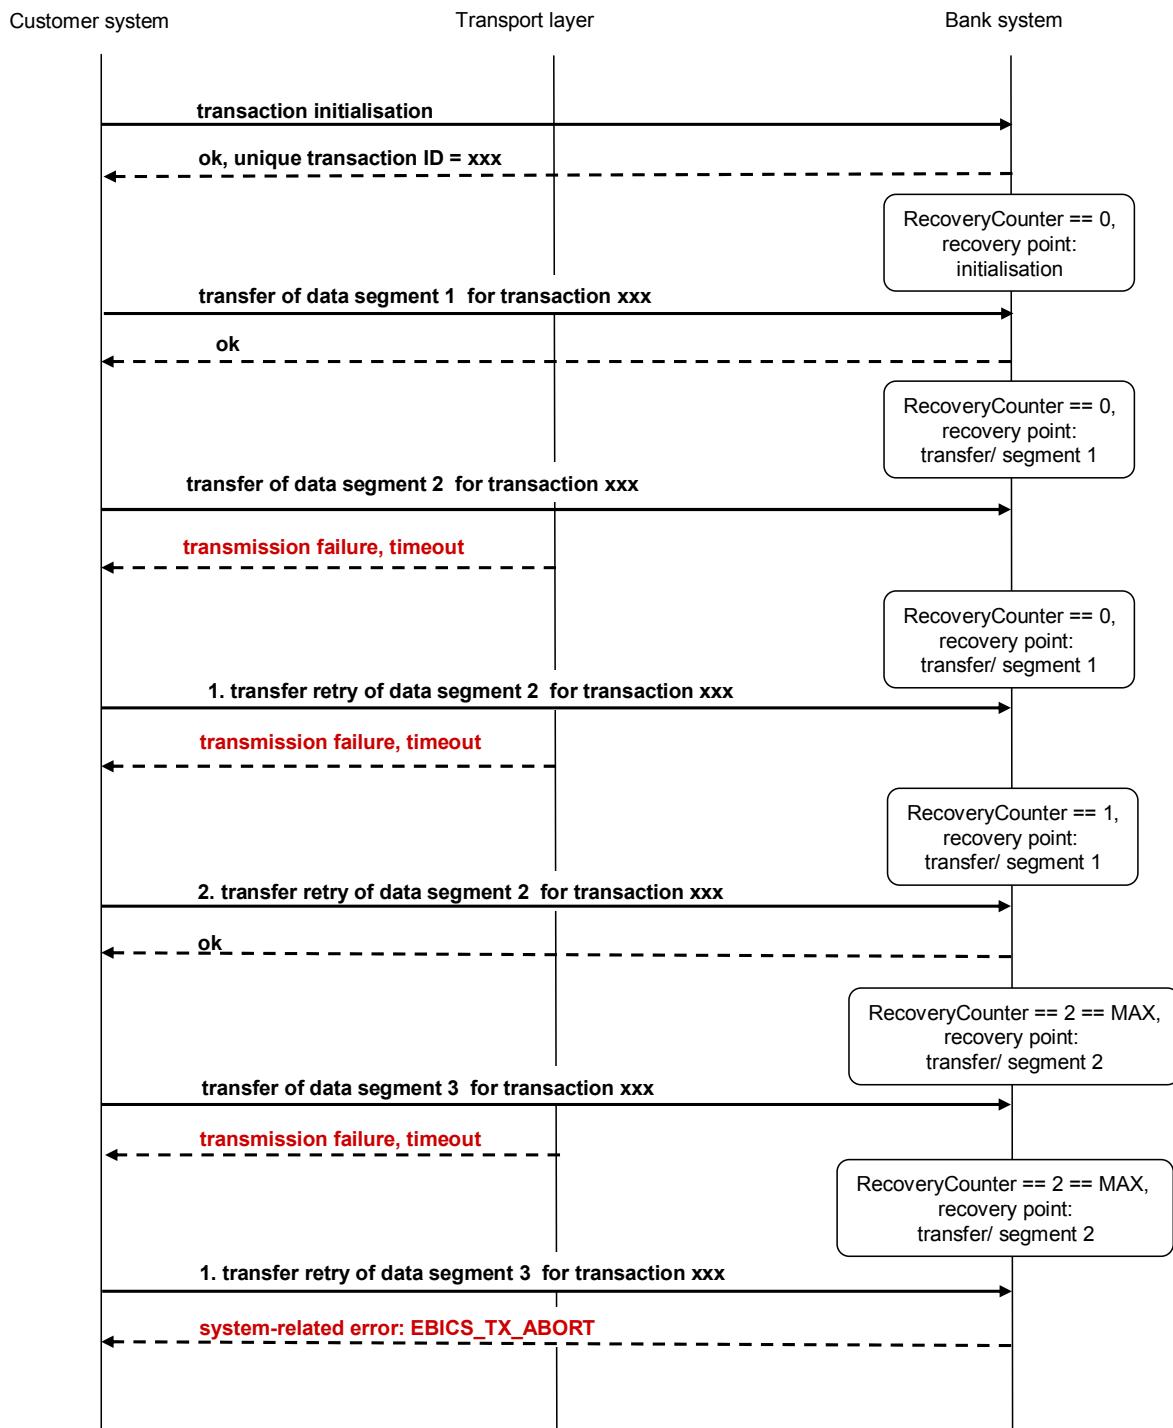 Customer system
Transport layer
Bank system
transaction initialisation
ok, unique transaction ID = xxx
RecoveryCounter == 0,
recovery point:
initialisation
transfer of data segment 1 for transaction xxx
ok
RecoveryCounter == 0,
recovery point:
transfer/ segment 1
transfer of data segment 2 for transaction xxx
transmission failure, timeout
RecoveryCounter == 0,
recovery point:
transfer/ segment 1
1. transfer retry of data segment 2 for transaction xxx
transmission failure, timeout
RecoveryCounter == 1,
recovery point:
transfer/ segment 1
2. transfer retry of data segment 2 for transaction xxx
ok
RecoveryCounter == 2 == MAX,
recovery point:
transfer/ segment 2
transfer of data segment 3 for transaction xxx
transmission failure, timeout
RecoveryCounter == 2 == MAX,
recovery point:
transfer/ segment 2
1. transfer retry of data segment 3 for transaction xxx
system-related error: EBICS_TX_ABORT